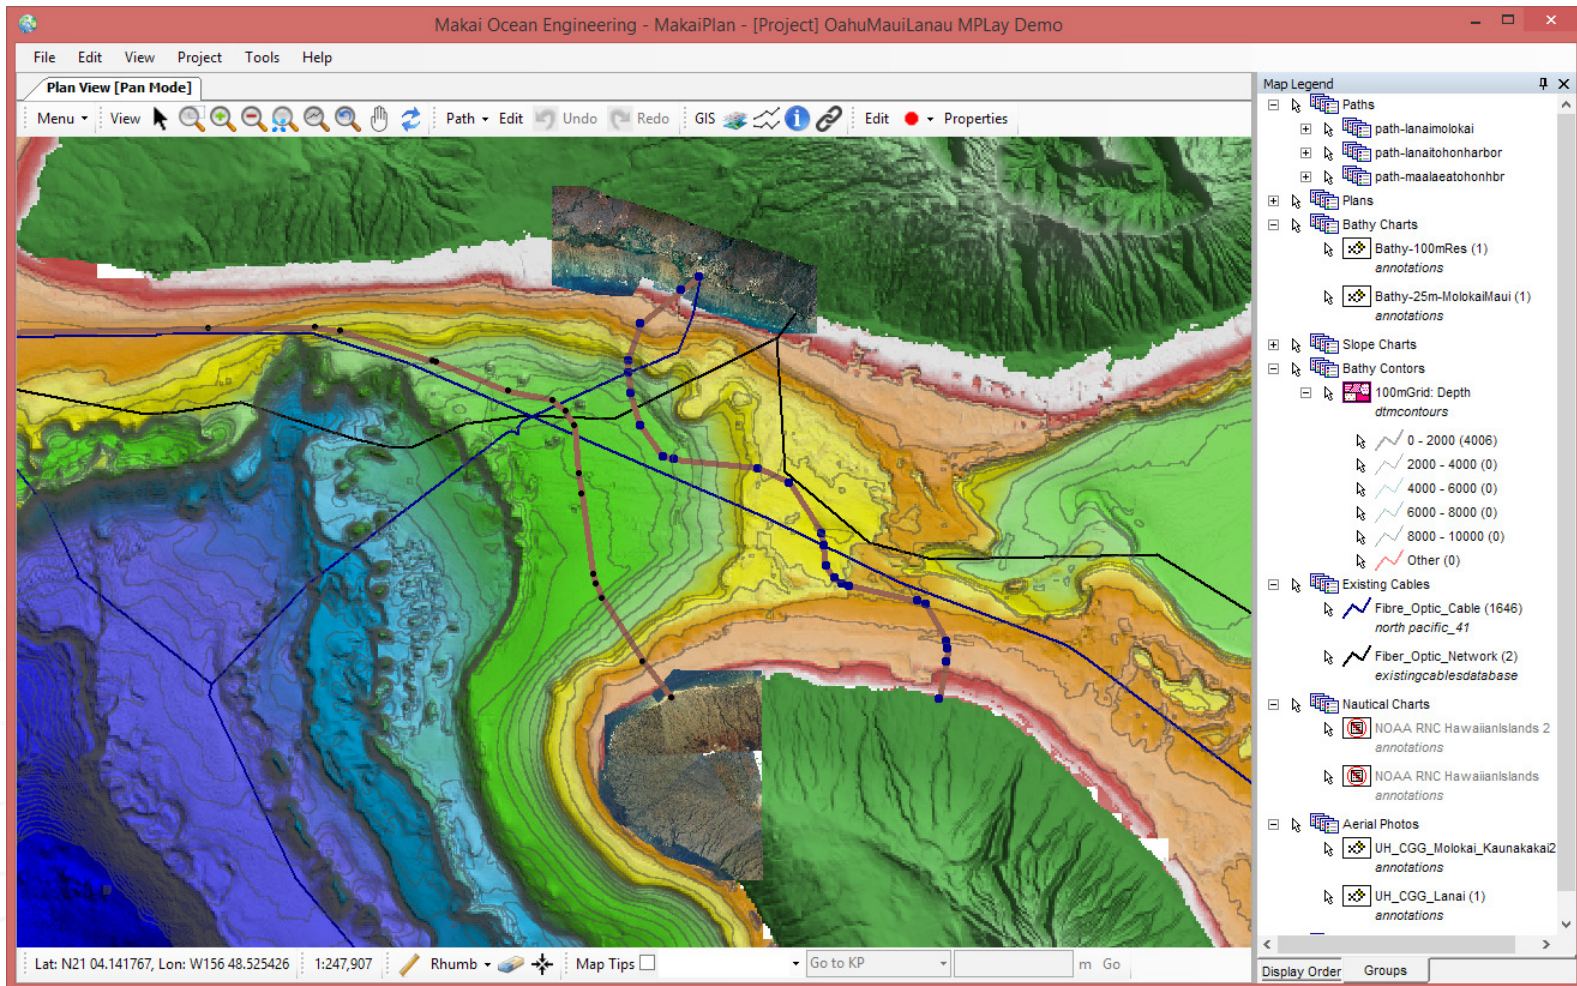 Makai Ocean Engineering - MakaiPlan - [Project] OahuMauiLanau MPLay Demo
File Edit View Project Tools Help
Plan View [Pan Mode]
Menu View Path Edit Undo Redo GIS Edit Properties
Map Legend
Paths
path-lanaimolokai
path-lanaitohonharbor
path-maalaeatohonhbr
Plans
Bathy Charts
Bathy-100mRes (1)
annotations
Bathy-25m-MolokaiMaui (1)
annotations
Slope Charts
Bathy Contors
100mGrid: Depth
dtmcontours
0 - 2000 (4006)
2000 - 4000 (0)
4000 - 6000 (0)
6000 - 8000 (0)
8000 - 10000 (0)
Other (0)
Existing Cables
Fibre_Optic_Cable (1646)
north pacific_41
Fiber_Optic_Network (2)
existingcablesdatabase
Nautical Charts
NOAA RNC HawaiianIslands 2
annotations
NOAA RNC HawaiianIslands
annotations
Aerial Photos
UH_CGG_Molokai_Kaunakakai2
annotations
UH_CGG_Lanai (1)
annotations
Display Order Groups
Lat: N21 04.141767, Lon: W156 48.525426 1:247,907 Rhumb Map Tips Go to KP m Go